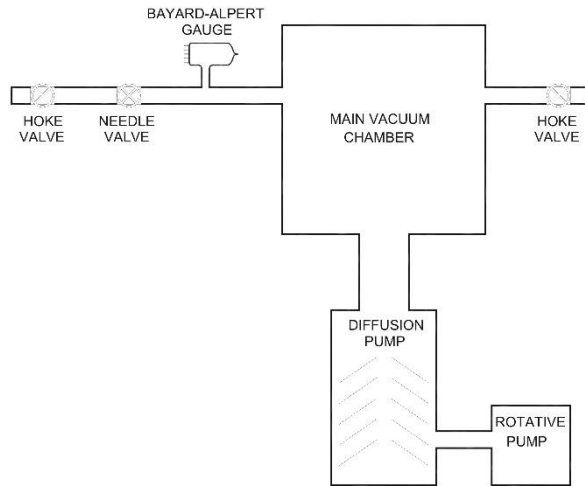 BAYARD-ALPERT
GAUGE
HOKE
VALVE
NEEDLE
VALVE
MAIN VACUUM
CHAMBER
HOKE
VALVE
DIFFUSION
PUMP
ROTATIVE
PUMP